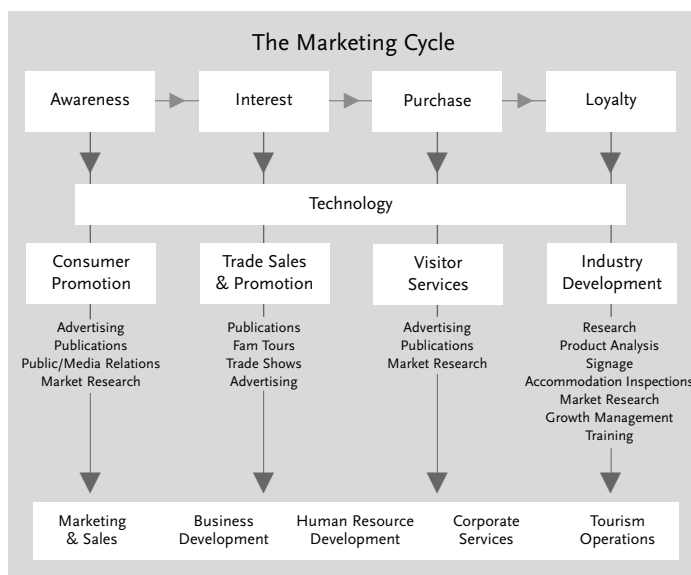 The Marketing Cycle
Awareness
Interest
Purchase
Loyalty
Technology
Consumer
Promotion
Trade Sales
& Promotion
Visitor
Services
Industry
Development
Advertising
Publications
Public/Media Relations
Market Research
Publications
Fam Tours
Trade Shows
Advertising
Advertising
Publications
Market Research
Research
Product Analysis
Signage
Accommodation Inspections
Market Research
Growth Management
Training
Marketing
& Sales
Business
Development
Human Resource
Development
Corporate
Services
Tourism
Operations